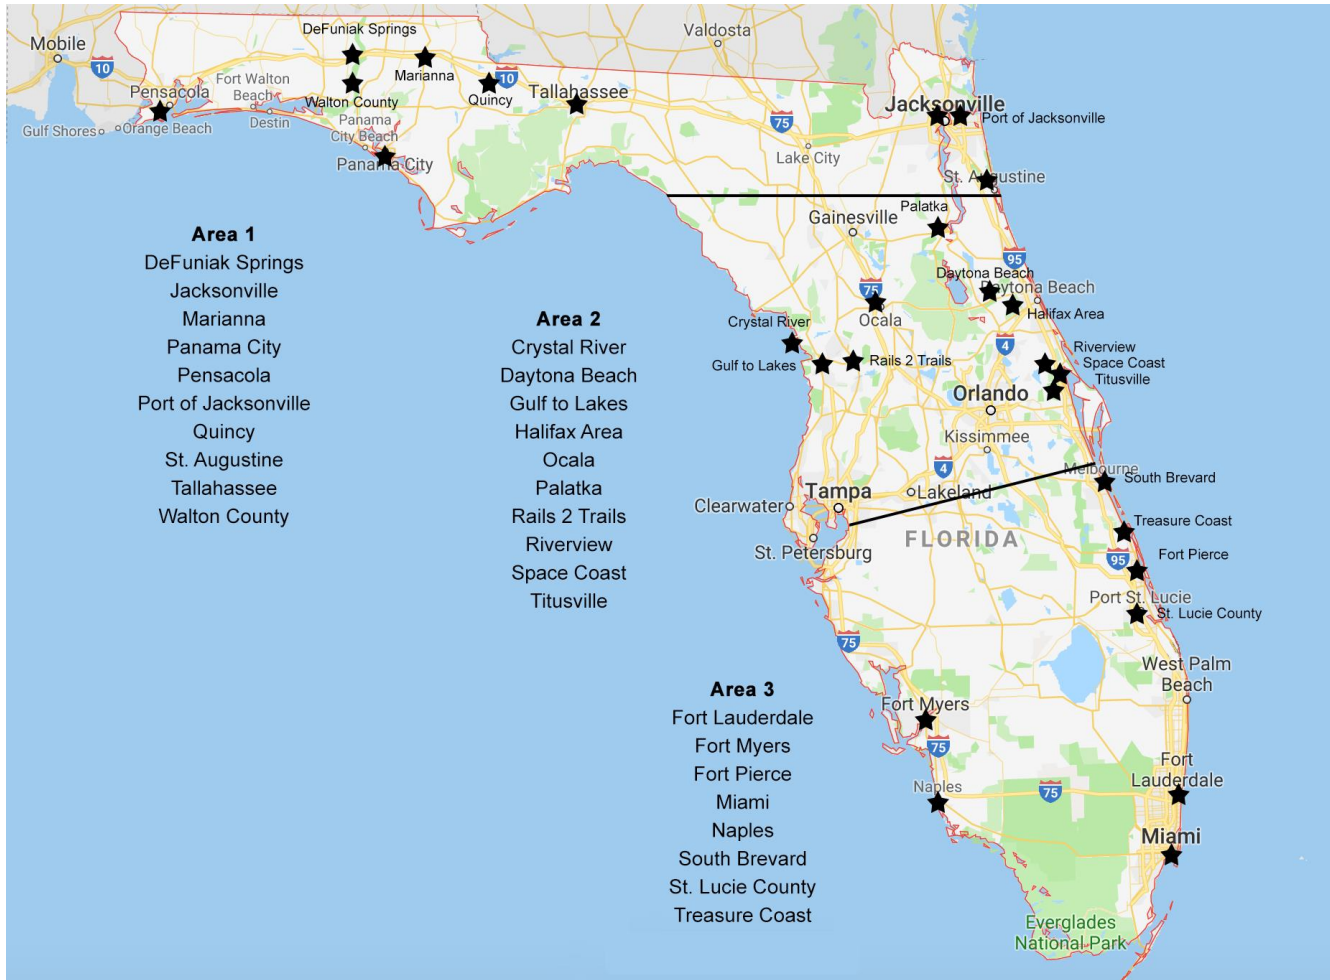 DeFuniak Springs
Valdosta
Mobile
10
Marianna
10
Fort Walton
Beach
Pensacola
Walton County
Quincy
Tallahassee
Jacksonville
Port of Jacksonville
Gulf Shores
Orange Beach
Destin
Panama
City Beach
Panama City
75
Lake City
St. Augustine
Palatka
Gainesville
95
Area 1
DeFuniak Springs
Jacksonville
Marianna
Panama City
Pensacola
Port of Jacksonville
Quincy
St. Augustine
Tallahassee
Walton County
Daytona Beach
Daytona Beach
75
Ocala
Halifax Area
Crystal River
4
Riverview
Gulf to Lakes
Rails 2 Trails
Space Coast
Titusville
Area 2
Crystal River
Daytona Beach
Gulf to Lakes
Halifax Area
Ocala
Palatka
Rails 2 Trails
Riverview
Space Coast
Titusville
Orlando
Kissimmee
4
Melbourne
South Brevard
Clearwater
Tampa
Lakeland
Treasure Coast
FLORIDA
St. Petersburg
95
Fort Pierce
Port St. Lucie
St. Lucie County
75
West Palm
Beach
Area 3
Fort Lauderdale
Fort Myers
Fort Pierce
Miami
Naples
South Brevard
St. Lucie County
Treasure Coast
Fort Myers
75
Fort
Lauderdale
Naples
75
Miami
Everglades
National Park